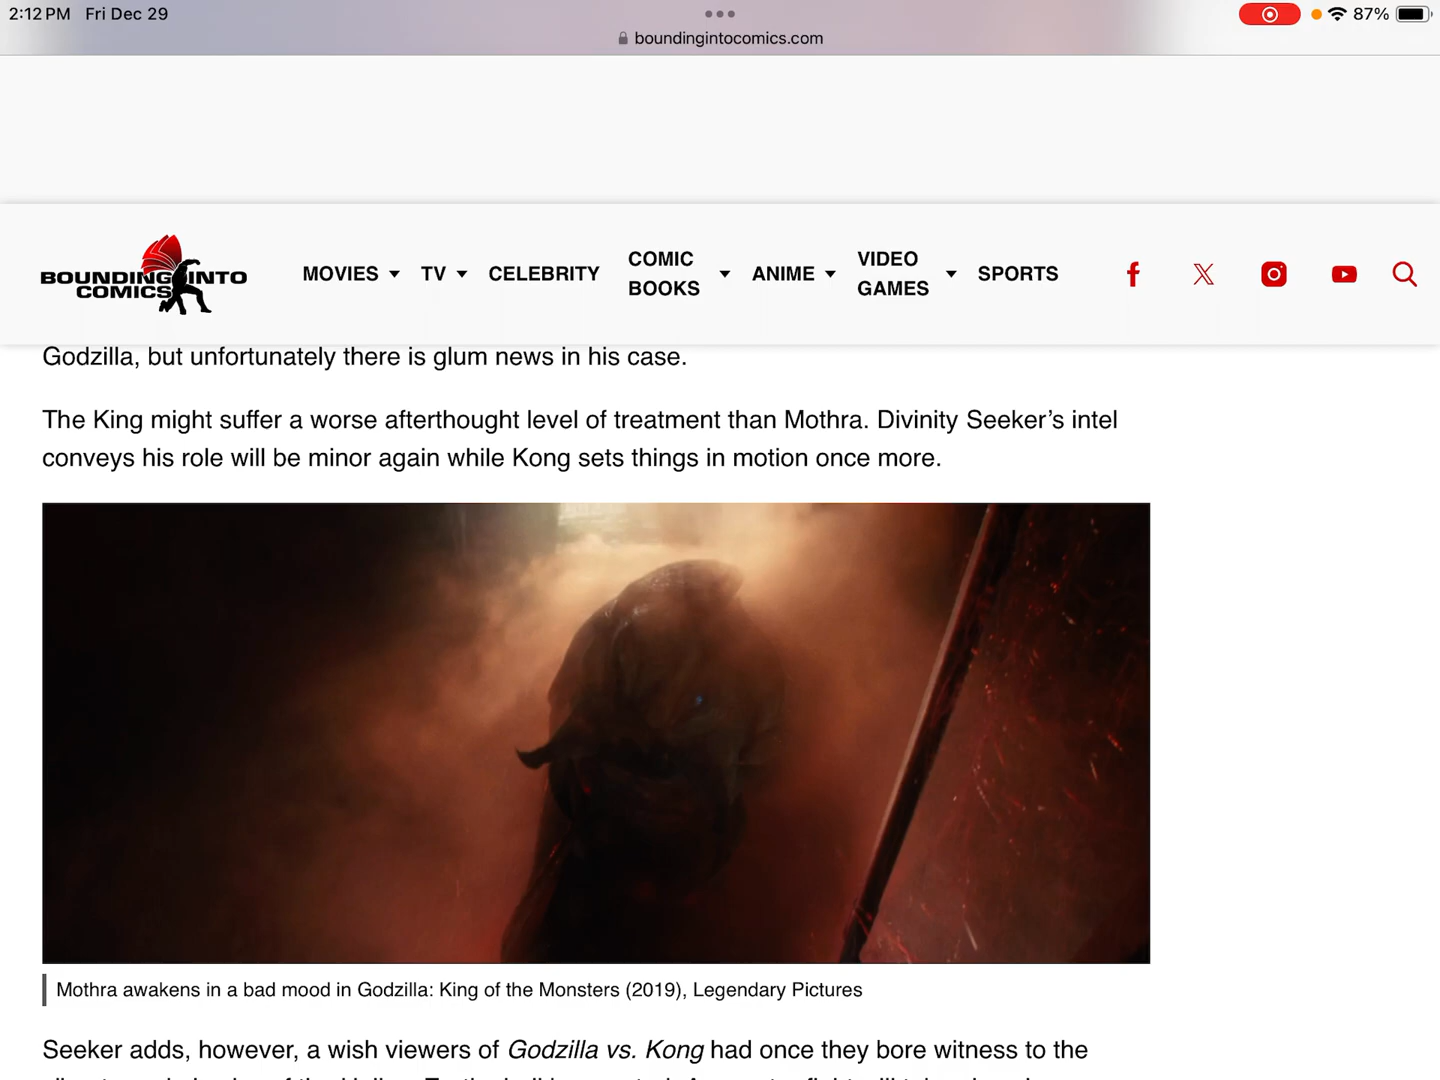 2:12 PM Fri Dec 29
87%
boundingintocomics.com
BOUNDING INTO
COMICS
MOVIES
TV
CELEBRITY
COMIC
BOOKS
ANIME
VIDEO
GAMES
SPORTS
Godzilla, but unfortunately there is glum news in his case.
The King might suffer a worse afterthought level of treatment than Mothra. Divinity Seeker’s intel
conveys his role will be minor again while Kong sets things in motion once more.
Mothra awakens in a bad mood in Godzilla: King of the Monsters (2019), Legendary Pictures
Seeker adds, however, a wish viewers of Godzilla vs. Kong had once they bore witness to the